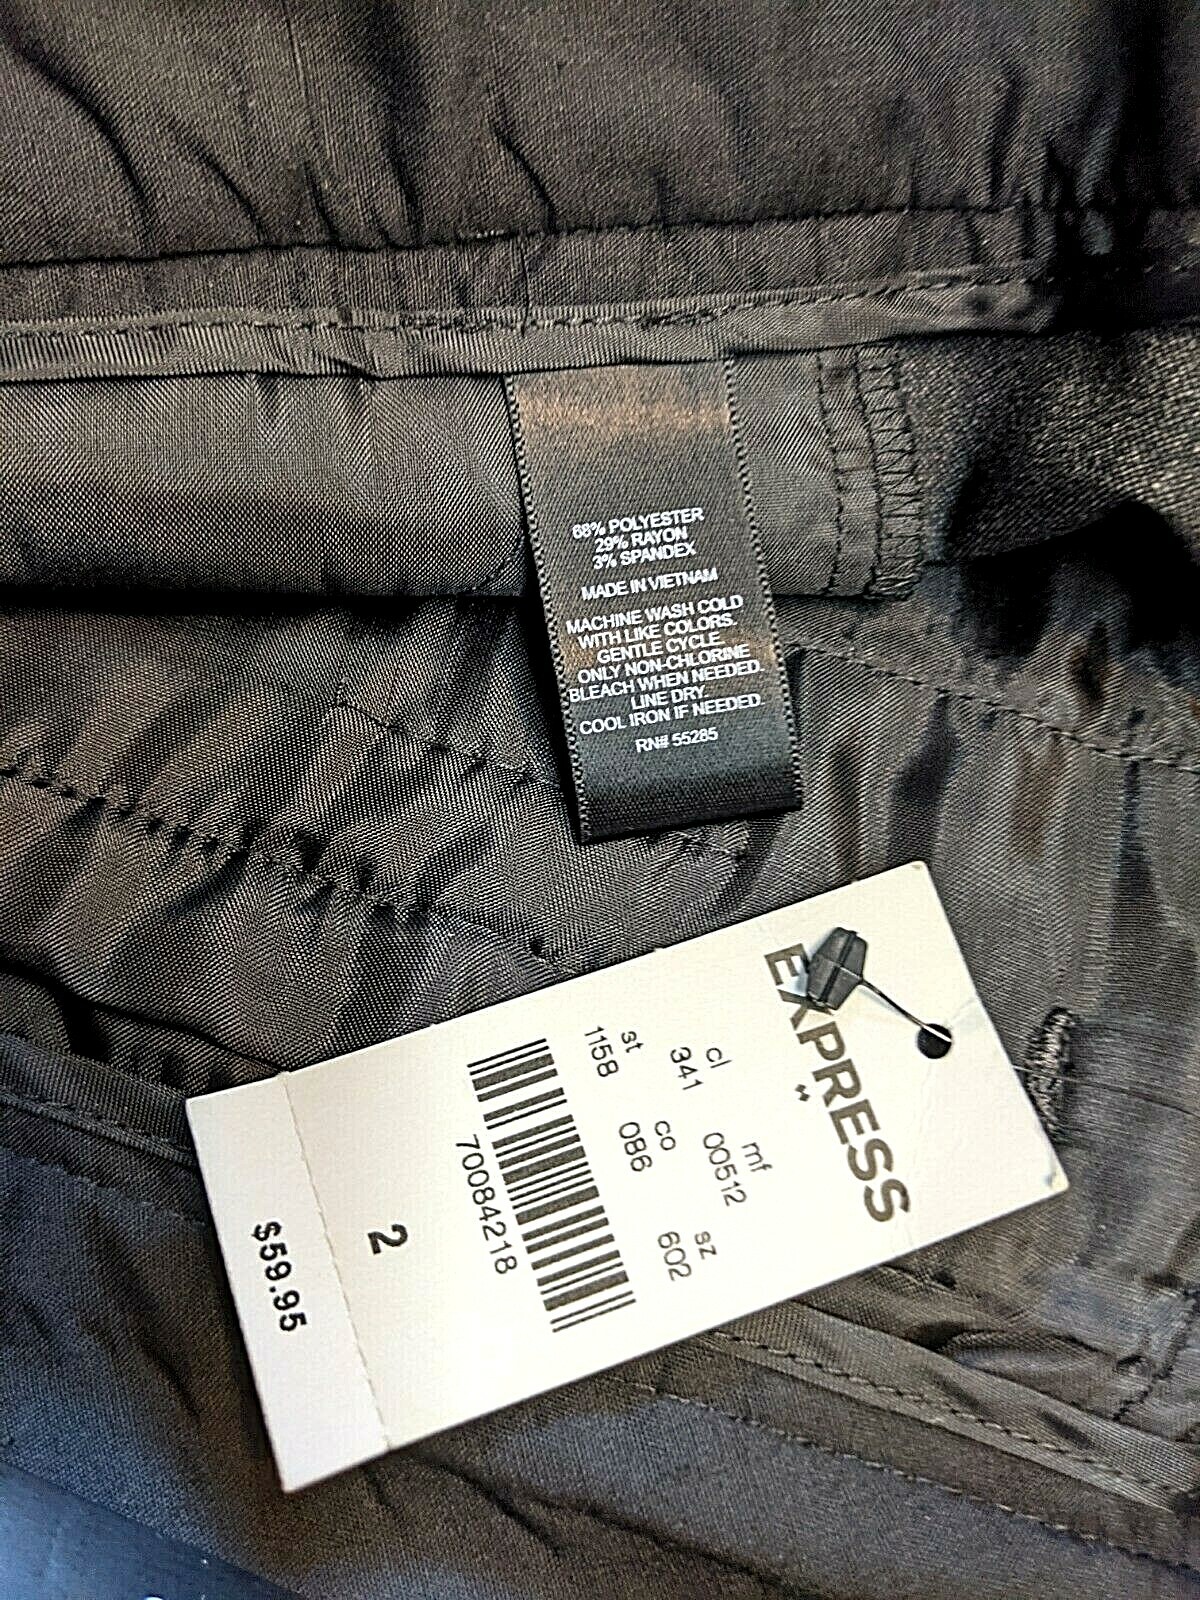 68% POLYESTER
29% RAYON
3% SPANDEX
MADE IN VIETNAM
MACHINE WASH COLD
WITH LIKE COLORS.
GENTLE CYCLE.
ONLY NON-CHLORINE
BLEACH WHEN NEEDED.
LINE DRY.
COOL IRON IF NEEDED.
RN# 55285
EXPRESS
cl mf sz
341 00512 602
st co
1158 086
70084218
2
$59.95